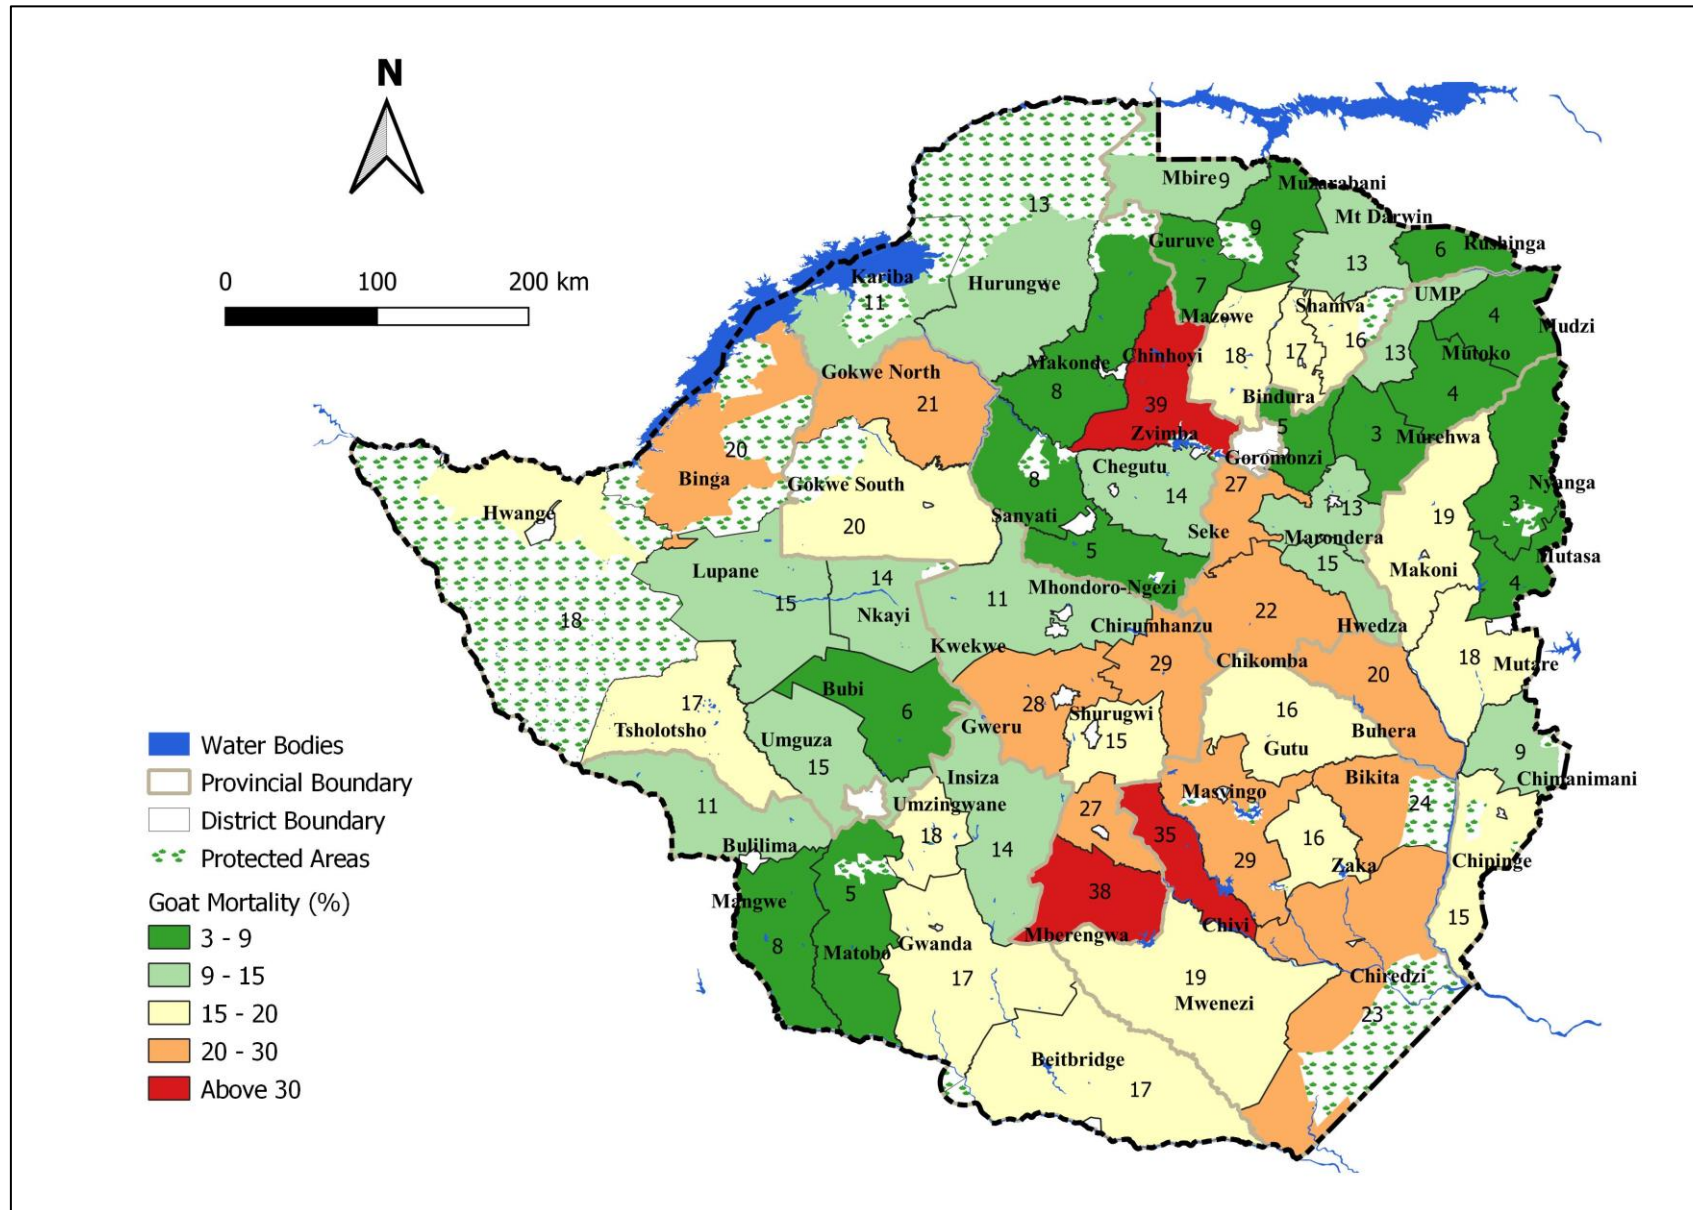 N
0 100 200 km
Mbire
9
Muzarabani
9
Mt Darwin
13
6
Rushinga
13
Hurungwe
Guruve
7
Kariba
11
UMP
13
4
Mudzi
Mazowe
18
Shamva
17
16
Mutoko
4
Makonde
8
Chinhoyi
39
Zvimba
Bindura
5
Goromonzi
3
Murehwa
Gokwe North
21
20
Binga
Gokwe South
20
Hwange
18
8
Sanyati
Chegutu
14
27
Seke
13
Marondera
15
19
Makoni
3
Nyanga
Mutasa
4
5
Mhondoro-Ngezi
Lupane
15
14
Nkayi
11
Kwekwe
Chirumhanzu
29
22
Chikomba
Hwedza
20
18
Mutare
17
Tsholotsho
Bubi
6
Umguza
15
28
Gweru
Shurugwi
15
16
Gutu
Buhera
9
Chimanimani
11
Bulilima
Insiza
14
Umzingwane
18
27
35
Masvingo
29
Bikita
24
16
Zaka
Chipinge
15
Mangwe
8
5
Matobo
Gwanda
17
38
Mberengwa
Chivi
19
Mwenezi
Chiredzi
23
Beitbridge
17
Water Bodies
Provincial Boundary
District Boundary
Protected Areas
Goat Mortality (%)
3 - 9
9 - 15
15 - 20
20 - 30
Above 30